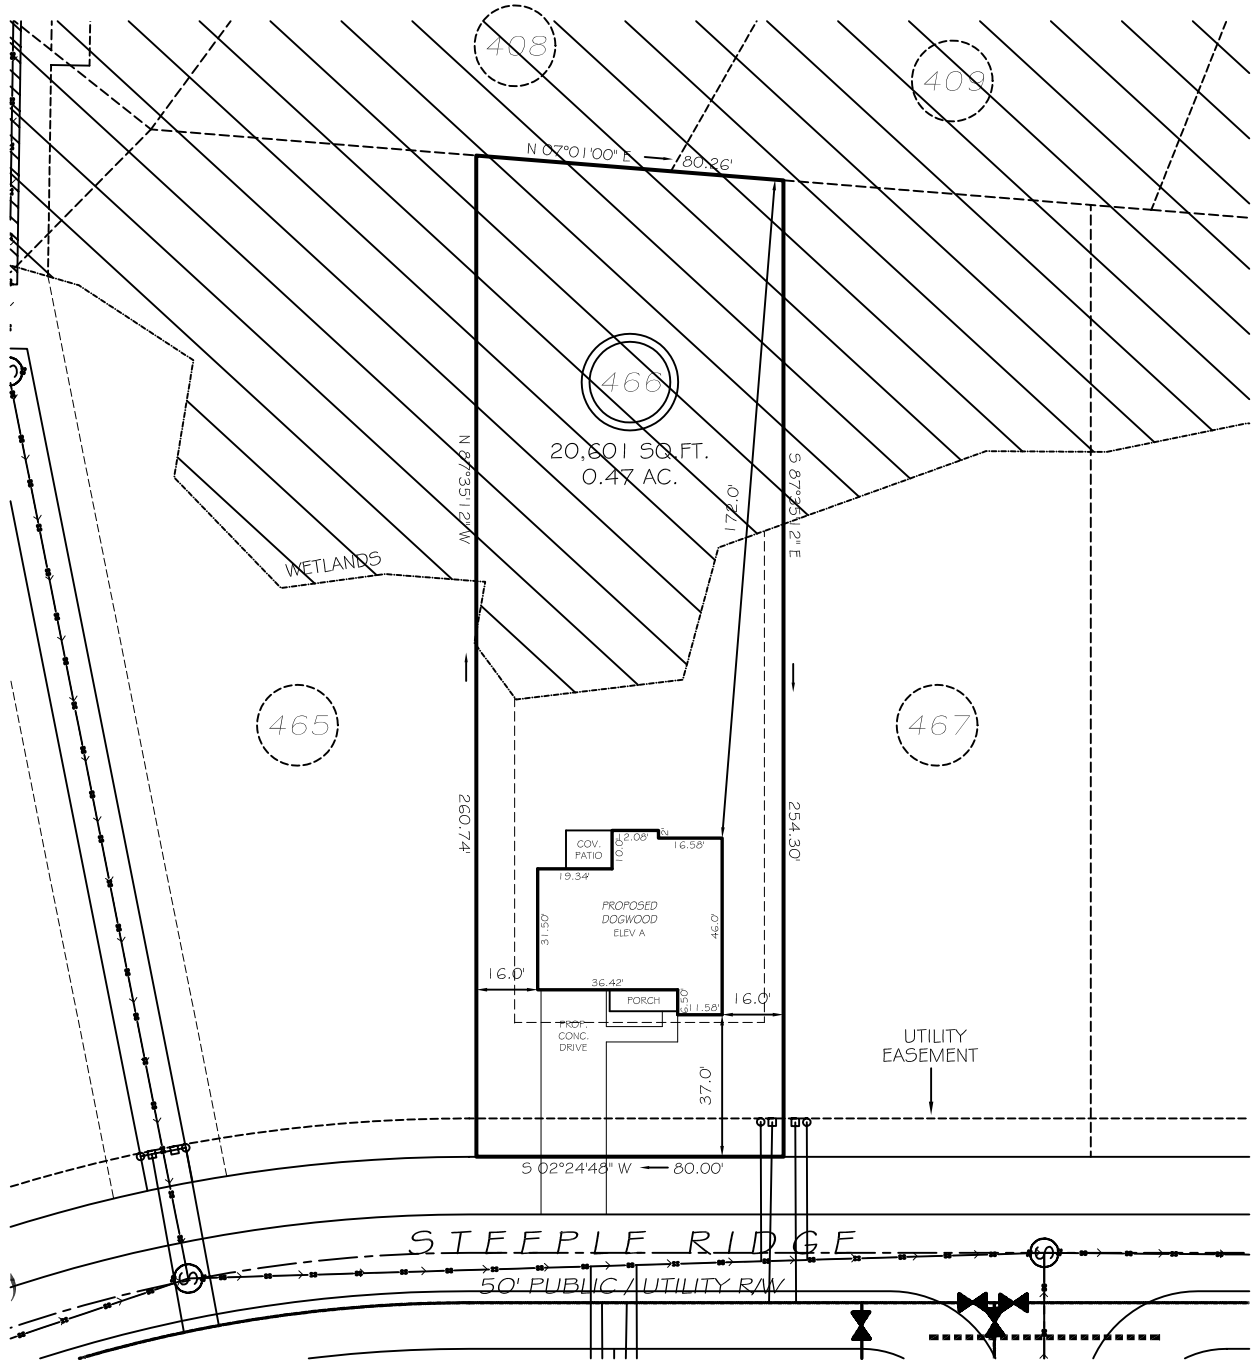 408
409
N 07°01'00" E
80.26'
466
20,601 SQ.FT.
0.47 AC.
N 87°35'12" W
S 87°35'12" E
172.0'
WETLANDS
465
467
260.74'
254.30'
COV.
PATIO
10.0'
12.08'
2'
16.58'
19.34'
PROPOSED
DOGWOOD
ELEV A
31.50'
46.0'
16.0'
36.42'
PORCH
6.50'
11.58'
16.0'
PROP.
CONC.
DRIVE
37.0'
UTILITY
EASEMENT
S 02°24'48" W
80.00'
STEEPLE RIDGE
50' PUBLIC / UTILITY R/W
S
S
S